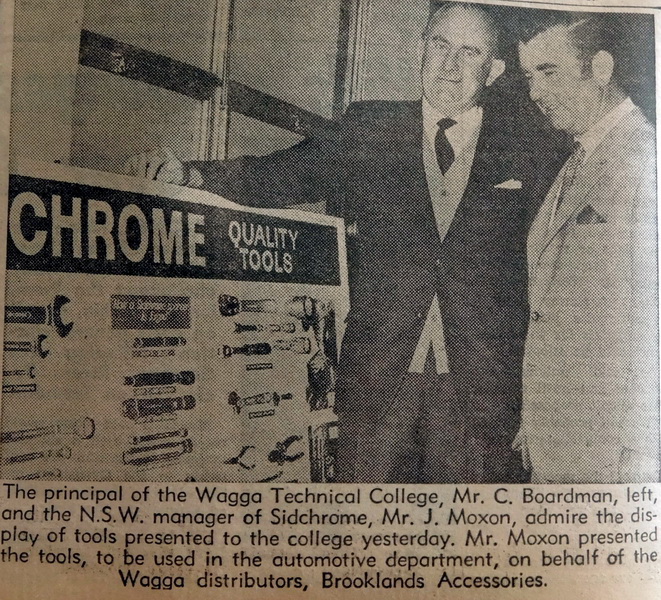 CHROME QUALITY
TOOLS
The principal of the Wagga Technical College, Mr. C. Boardman, left,
and the N.S.W. manager of Sidchrome, Mr. J. Moxon, admire the dis-
play of tools presented to the college yesterday. Mr. Moxon presented
the tools, to be used in the automotive department, on behalf of the
Wagga distributors, Brooklands Accessories.